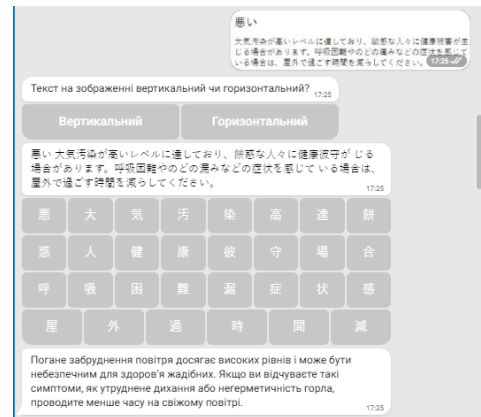 悪い
大気汚染が高いレベルに達しており、敏感な人々に健康被害が生
じる場合があります。呼吸困難やのどの痛みなどの症状を感じて
いる場合は、屋外で過ごす時間を減らしてください。 17:25
Текст на зображенні вертикальний чи горизонтальний? 17:25
Вертикальний Горизонтальний
悪い 大気汚染が高いレベルに達しており、餅惑な人々に健康彼守が じる
場合があります。呼吸困難やのどの漏みなどの症状を感じて いる場合は、
屋外で過ごす時間を減らしてください。 17:25
悪 大 気 汚 染 高 達 餅
惑 人 健 康 彼 守 場 合
呼 吸 困 難 漏 症 状 感
屋 外 過 時 間 減
Погане забруднення повітря досягає високих рівнів і може бути
небезпечним для здоров'я жадібних. Якщо ви відчуваєте такі
симптоми, як утруднене дихання або негерметичність горла,
проводите менше часу на свіжому повітрі. 17:25